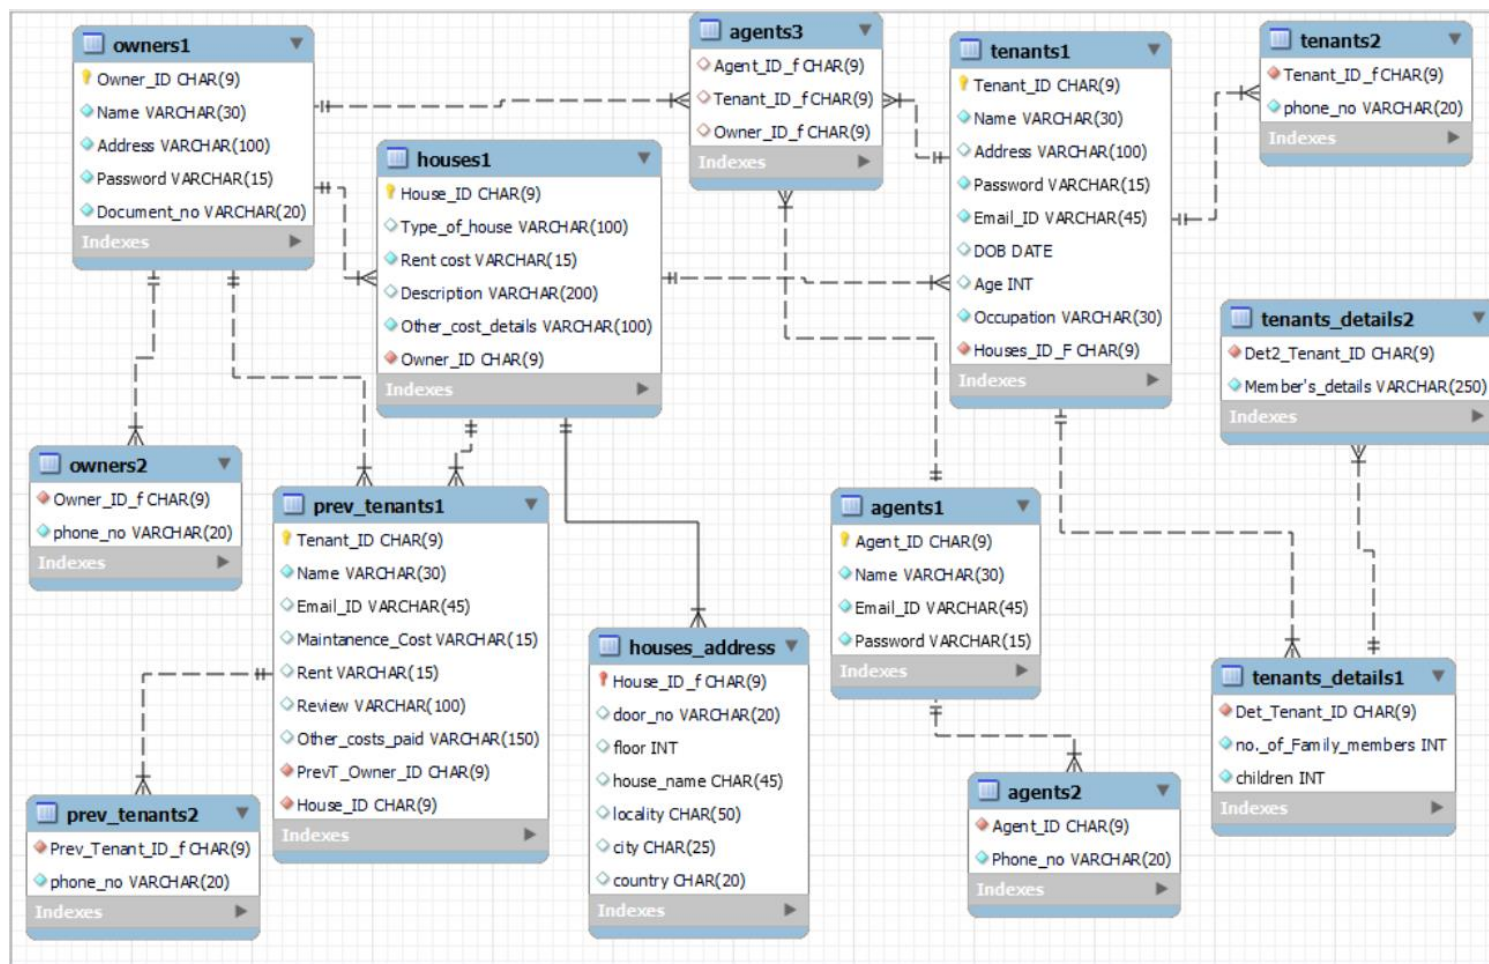 owners1
Owner_ID CHAR(9)
Name VARCHAR(30)
Address VARCHAR(100)
Password VARCHAR(15)
Document_no VARCHAR(20)
Indexes
agents3
Agent_ID_f CHAR(9)
Tenant_ID_f CHAR(9)
Owner_ID_f CHAR(9)
Indexes
tenants1
Tenant_ID CHAR(9)
Name VARCHAR(30)
Address VARCHAR(100)
Password VARCHAR(15)
Email_ID VARCHAR(45)
DOB DATE
Age INT
Occupation VARCHAR(30)
Houses_ID_F CHAR(9)
Indexes
tenants2
Tenant_ID_f CHAR(9)
phone_no VARCHAR(20)
Indexes
houses1
House_ID CHAR(9)
Type_of_house VARCHAR(100)
Rent cost VARCHAR(15)
Description VARCHAR(200)
Other_cost_details VARCHAR(100)
Owner_ID CHAR(9)
Indexes
tenants_details2
Det2_Tenant_ID CHAR(9)
Member's_details VARCHAR(250)
Indexes
owners2
Owner_ID_f CHAR(9)
phone_no VARCHAR(20)
Indexes
prev_tenants1
Tenant_ID CHAR(9)
Name VARCHAR(30)
Email_ID VARCHAR(45)
Maintanence_Cost VARCHAR(15)
Rent VARCHAR(15)
Review VARCHAR(100)
Other_costs_paid VARCHAR(150)
PrevT_Owner_ID CHAR(9)
House_ID CHAR(9)
Indexes
agents1
Agent_ID CHAR(9)
Name VARCHAR(30)
Email_ID VARCHAR(45)
Password VARCHAR(15)
Indexes
houses_address
House_ID_f CHAR(9)
door_no VARCHAR(20)
floor INT
house_name CHAR(45)
locality CHAR(50)
city CHAR(25)
country CHAR(20)
Indexes
tenants_details1
Det_Tenant_ID CHAR(9)
no._of_Family_members INT
children INT
Indexes
prev_tenants2
Prev_Tenant_ID_f CHAR(9)
phone_no VARCHAR(20)
Indexes
agents2
Agent_ID CHAR(9)
Phone_no VARCHAR(20)
Indexes